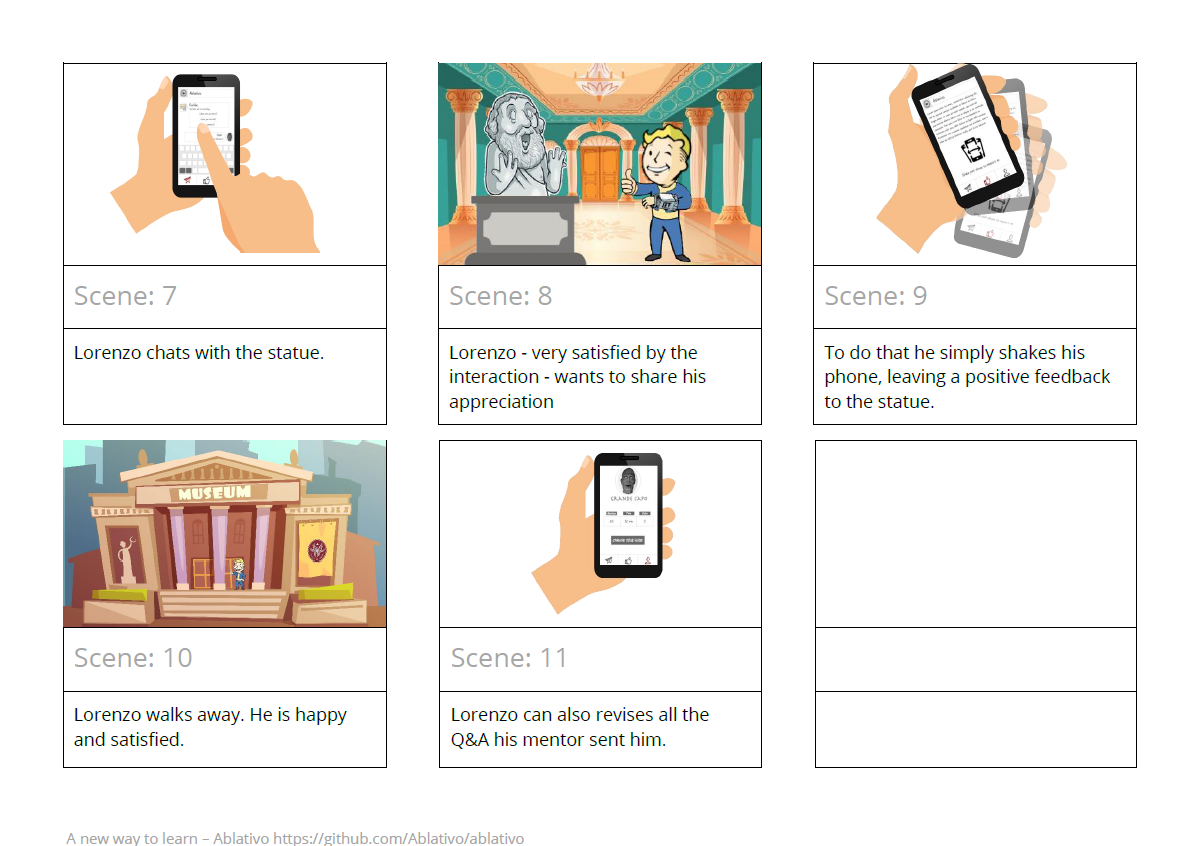 Ablativo
Scene: 7
Lorenzo chats with the statue.
Scene: 8
Lorenzo - very satisfied by the
interaction - wants to share his
appreciation
Ablativo
Scene: 9
To do that he simply shakes his
phone, leaving a positive feedback
to the statue.
MUSEUM
Scene: 10
Lorenzo walks away. He is happy
and satisfied.
GRANDE CAPO
Scene: 11
Lorenzo can also revises all the
Q&A his mentor sent him.
A new way to learn – Ablativo https://github.com/Ablativo/ablativo